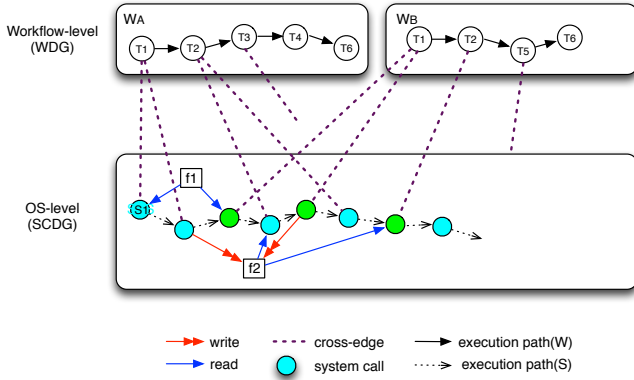 Workflow-level
(WDG)
WA
T1 T2 T3 T4 T6
WB
T1 T2 T5 T6
OS-level
(SCDG)
f1
S1
f2
write cross-edge execution path(W)
read system call execution path(S)